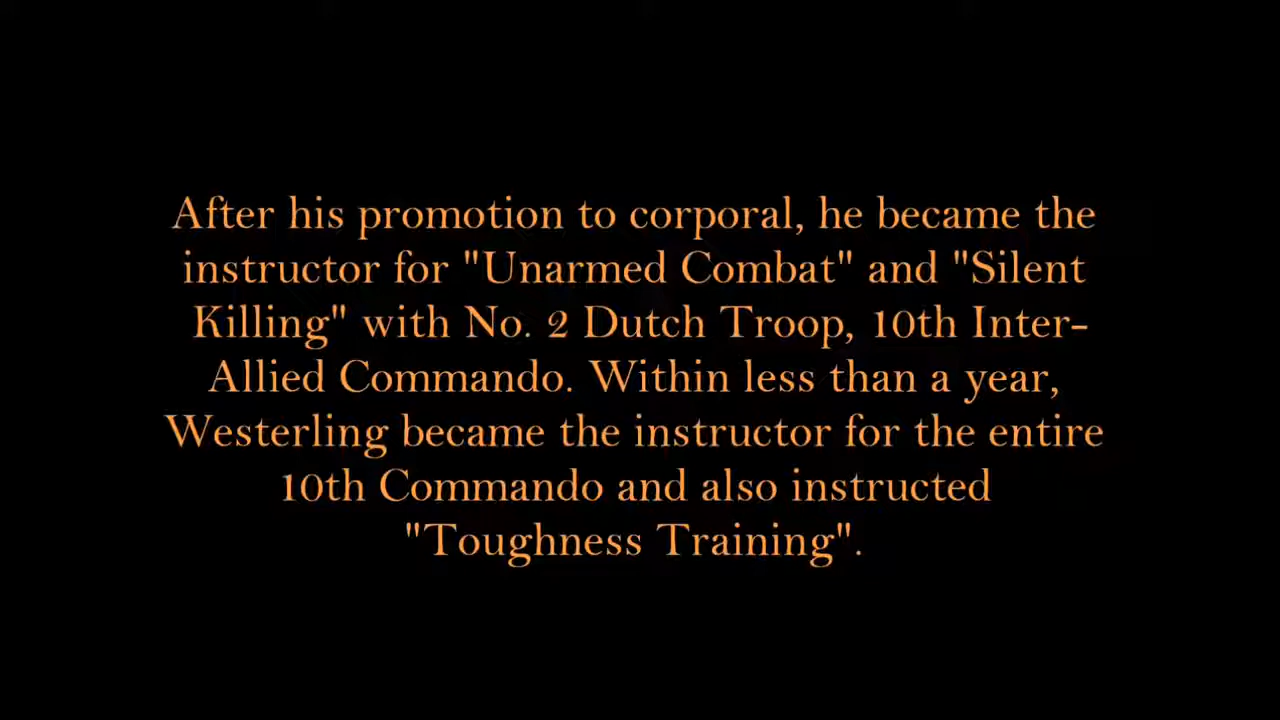 After his promotion to corporal, he became the
instructor for "Unarmed Combat" and "Silent
Killing" with No. 2 Dutch Troop, 10th Inter-
Allied Commando. Within less than a year,
Westerling became the instructor for the entire
10th Commando and also instructed
"Toughness Training".